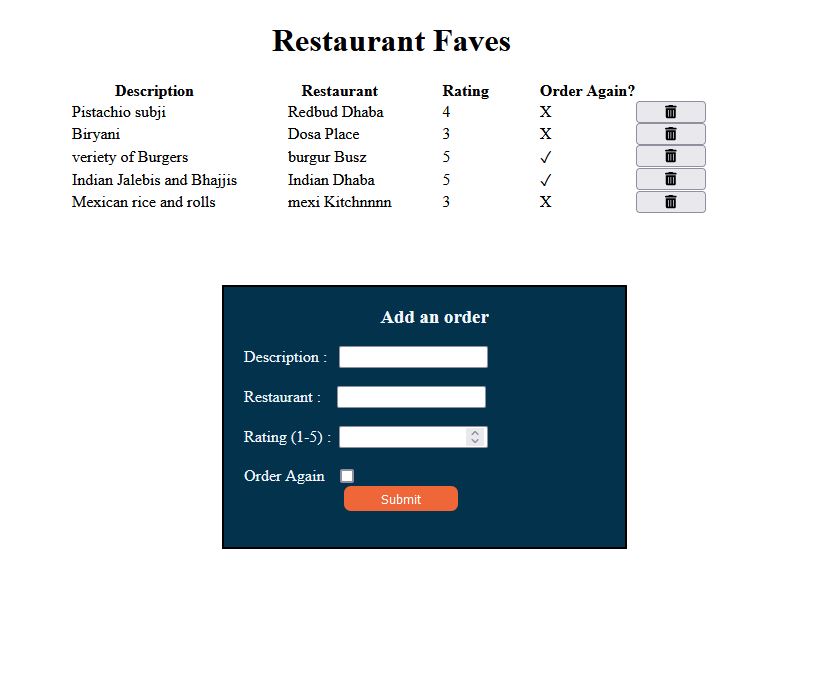 Restaurant Faves
Description Restaurant Rating Order Again?
Pistachio subji Redbud Dhaba 4 X
Biryani Dosa Place 3 X
veriety of Burgers burgur Busz 5 ✓
Indian Jalebis and Bhajjis Indian Dhaba 5 ✓
Mexican rice and rolls mexi Kitchnnnn 3 X
Add an order
Description :
Restaurant :
Rating (1-5) :
Order Again
Submit